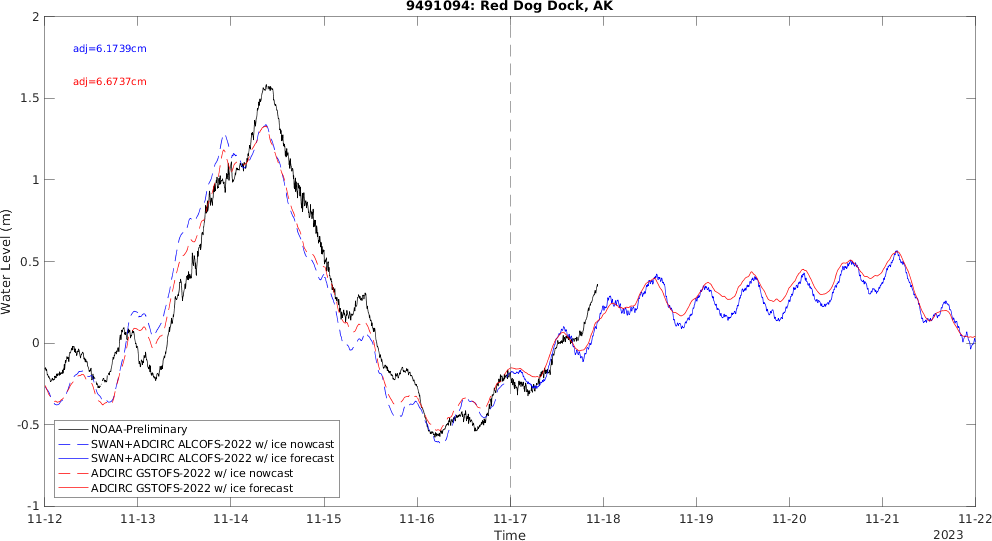 9491094: Red Dog Dock, AK
adj=6.1739cm
adj=6.6737cm
Water Level (m)
2
1.5
1
0.5
0
-0.5
-1
NOAA-Preliminary
SWAN+ADCIRC ALCOFS-2022 w/ ice nowcast
SWAN+ADCIRC ALCOFS-2022 w/ ice forecast
ADCIRC GSTOFS-2022 w/ ice nowcast
ADCIRC GSTOFS-2022 w/ ice forecast
11-12 11-13 11-14 11-15 11-16 11-17 11-18 11-19 11-20 11-21 11-22
Time
2023